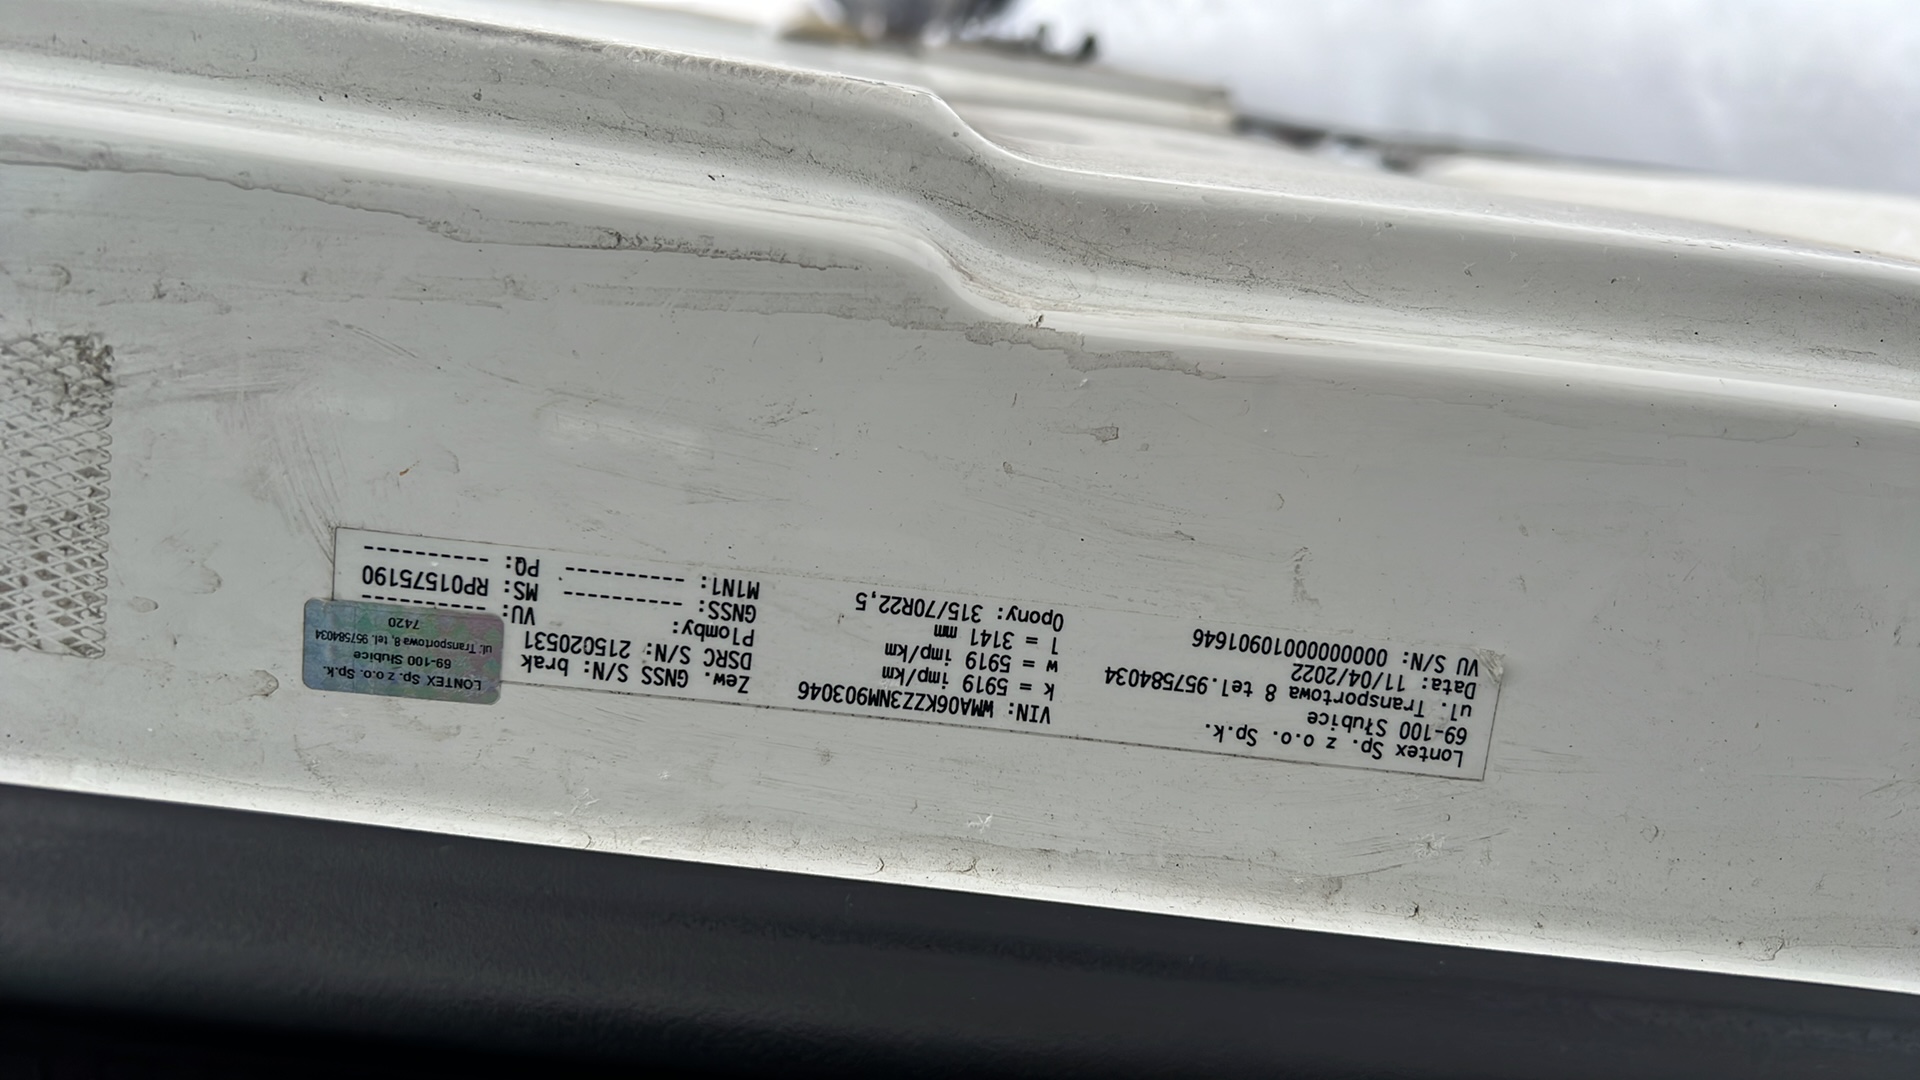 Lontex Sp. z o.o. Sp.k.
69-100 Słubice
ul. Transportowa 8 tel.957584034
Data: 11/04/2022
VU S/N: 0000000010901646
VIN: WMA06KZZ3NM903046
k = 5919 imp/km
w = 5919 imp/km
l = 3141 mm
Opony: 315/70R22,5
Zew. GNSS S/N: brak
DSRC S/N: 215020531
Plomby: VU: ----------
GNSS: ---------- MS: RP01575190
M1N1: ---------- PQ: ----------
LONTEX Sp. z o.o. Sp.k.
69-100 Słubice
ul. Transportowa 8, tel. 957584034
7420